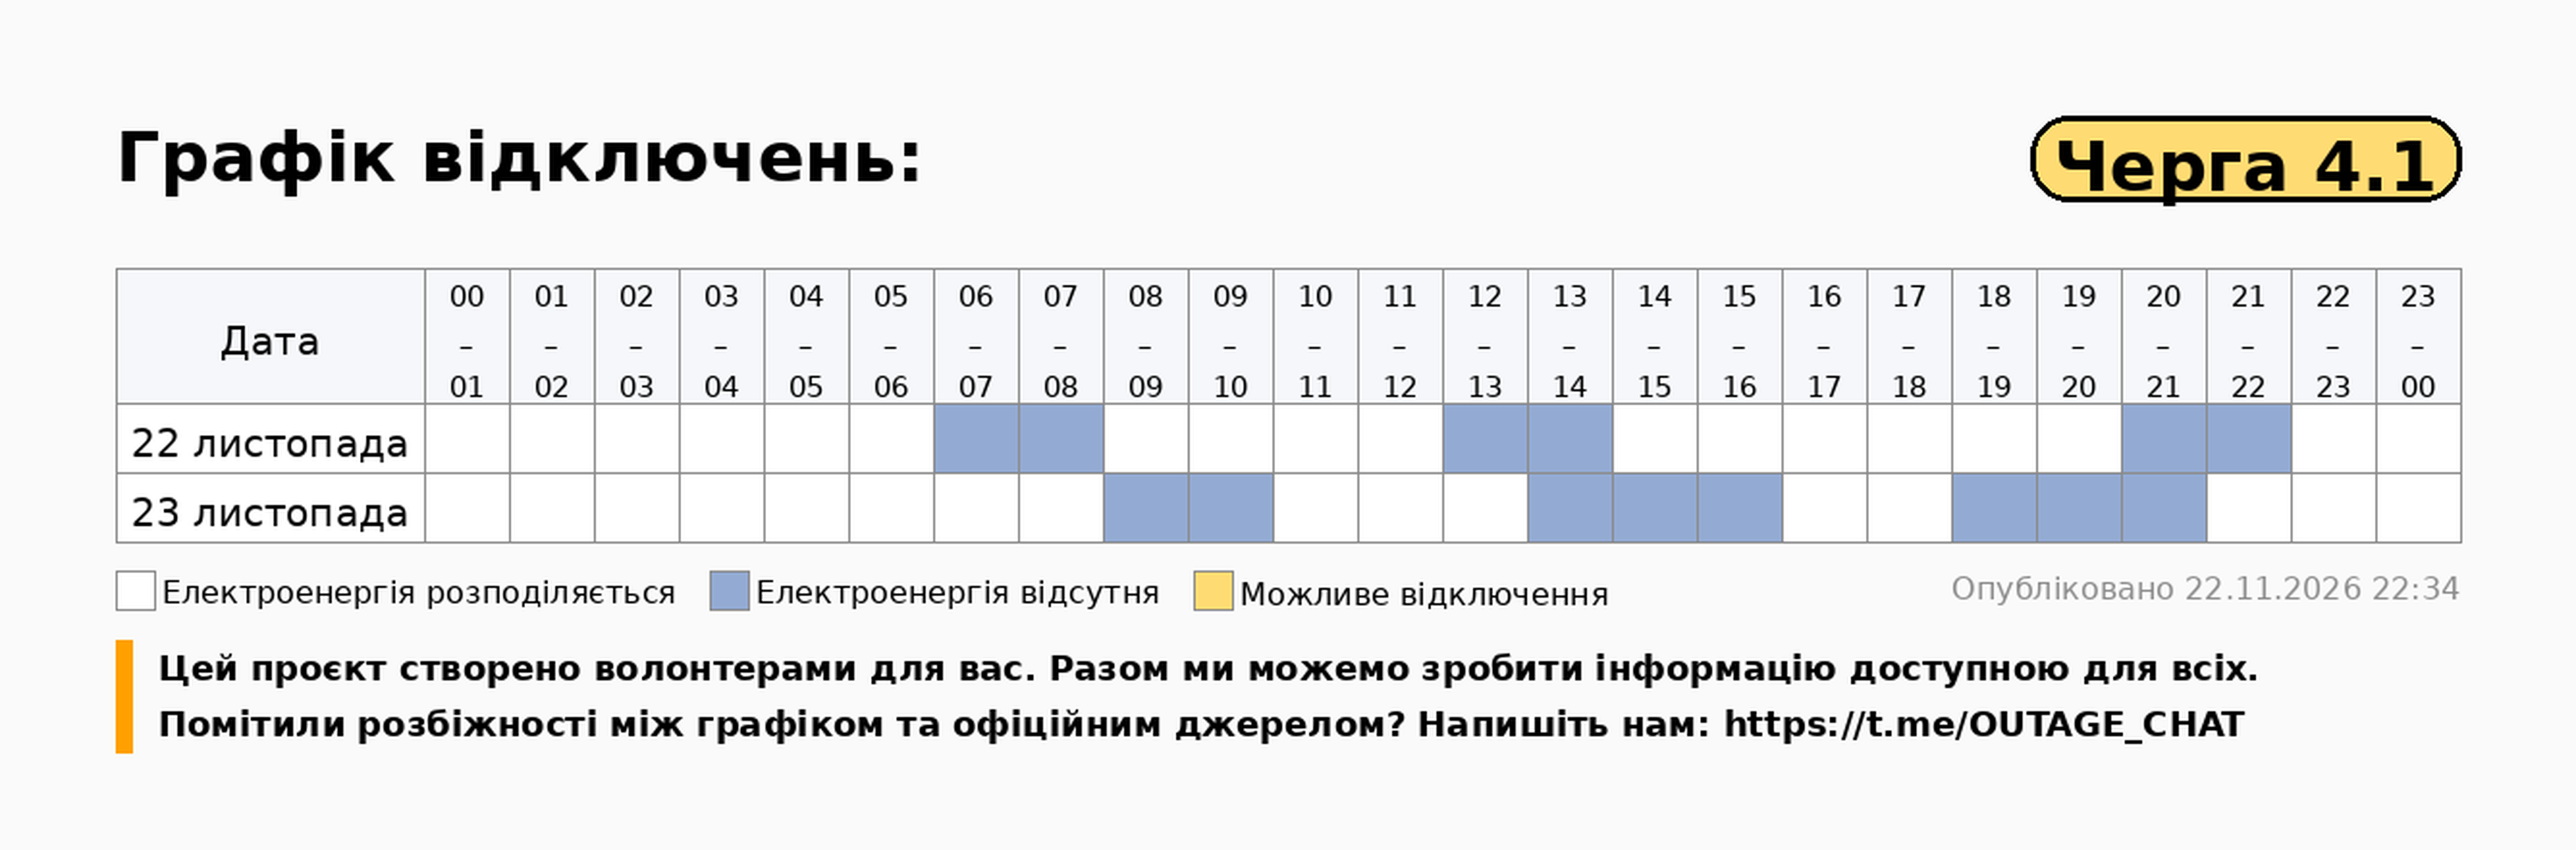 Графік відключень:
Черга 4.1
Дата
00 – 01
01 – 02
02 – 03
03 – 04
04 – 05
05 – 06
06 – 07
07 – 08
08 – 09
09 – 10
10 – 11
11 – 12
12 – 13
13 – 14
14 – 15
15 – 16
16 – 17
17 – 18
18 – 19
19 – 20
20 – 21
21 – 22
22 – 23
23 – 00
22 листопада
23 листопада
Електроенергія розподіляється
Електроенергія відсутня
Можливе відключення
Опубліковано 22.11.2026 22:34
Цей проєкт створено волонтерами для вас. Разом ми можемо зробити інформацію доступною для всіх.
Помітили розбіжності між графіком та офіційним джерелом? Напишіть нам: https://t.me/OUTAGE_CHAT